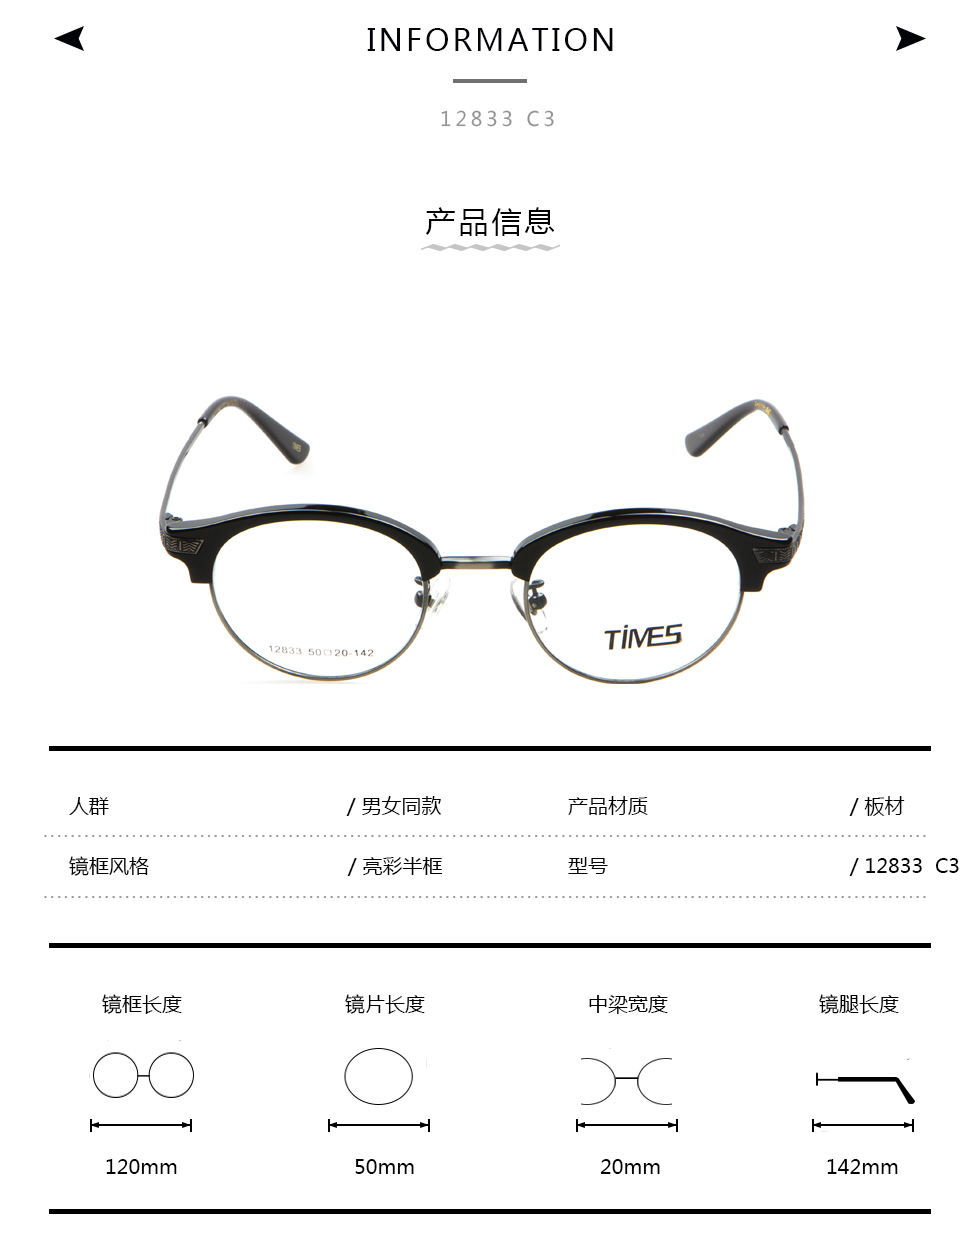 INFORMATION
12833 C3
产品信息
12833 50□20-142
TIMES
人群 / 男女同款 产品材质 / 板材
镜框风格 / 亮彩半框 型号 / 12833 C3
镜框长度 镜片长度 中梁宽度 镜腿长度
120mm 50mm 20mm 142mm